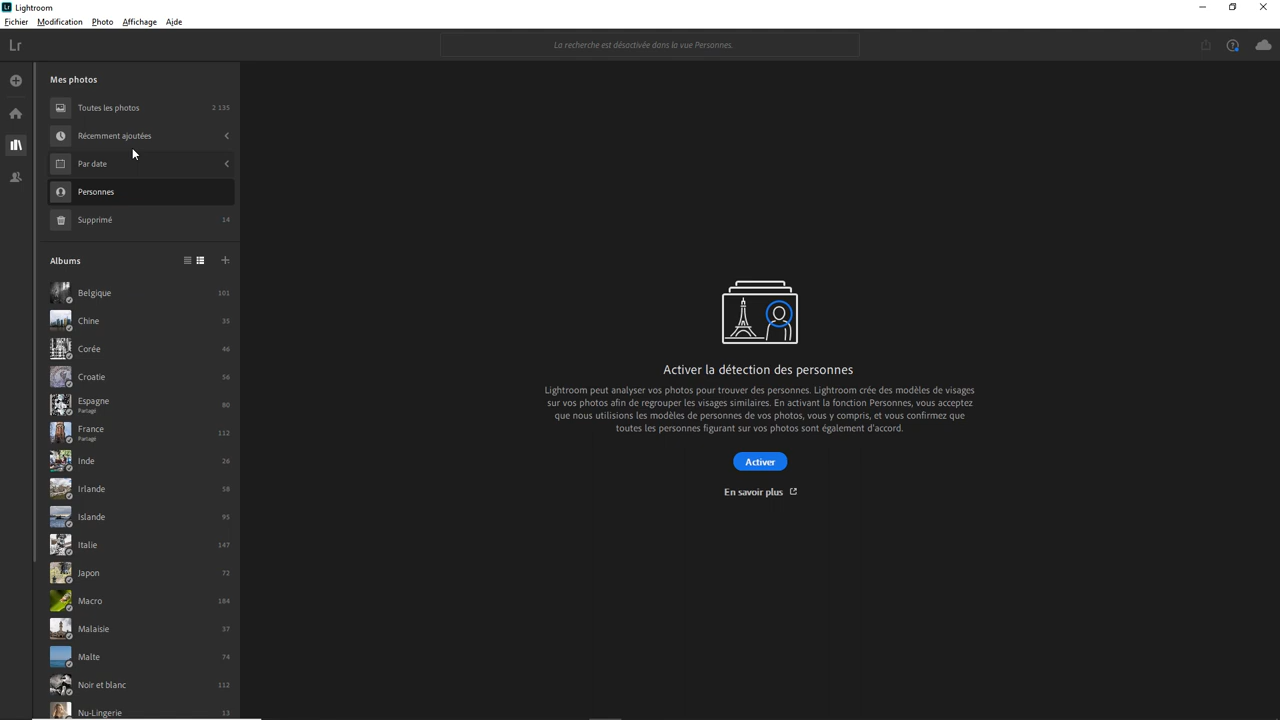 Lightroom
Fichier Modification Photo Affichage Aide
Lr
La recherche est désactivée dans la vue Personnes.
Mes photos
Toutes les photos 2 135
Récemment ajoutées
Par date
Personnes
Supprimé 14
Albums
Belgique 101
Chine 35
Corée 46
Croatie 56
Espagne 80
Partagé
France 112
Partagé
Inde 26
Irlande 58
Islande 95
Italie 147
Japon 72
Macro 184
Malaisie 37
Malte 74
Noir et blanc 112
Nu-Lingerie 13
Activer la détection des personnes
Lightroom peut analyser vos photos pour trouver des personnes. Lightroom crée des modèles de visages
sur vos photos afin de regrouper les visages similaires. En activant la fonction Personnes, vous acceptez
que nous utilisions les modèles de personnes de vos photos, vous y compris, et vous confirmez que
toutes les personnes figurant sur vos photos sont également d'accord.
Activer
En savoir plus